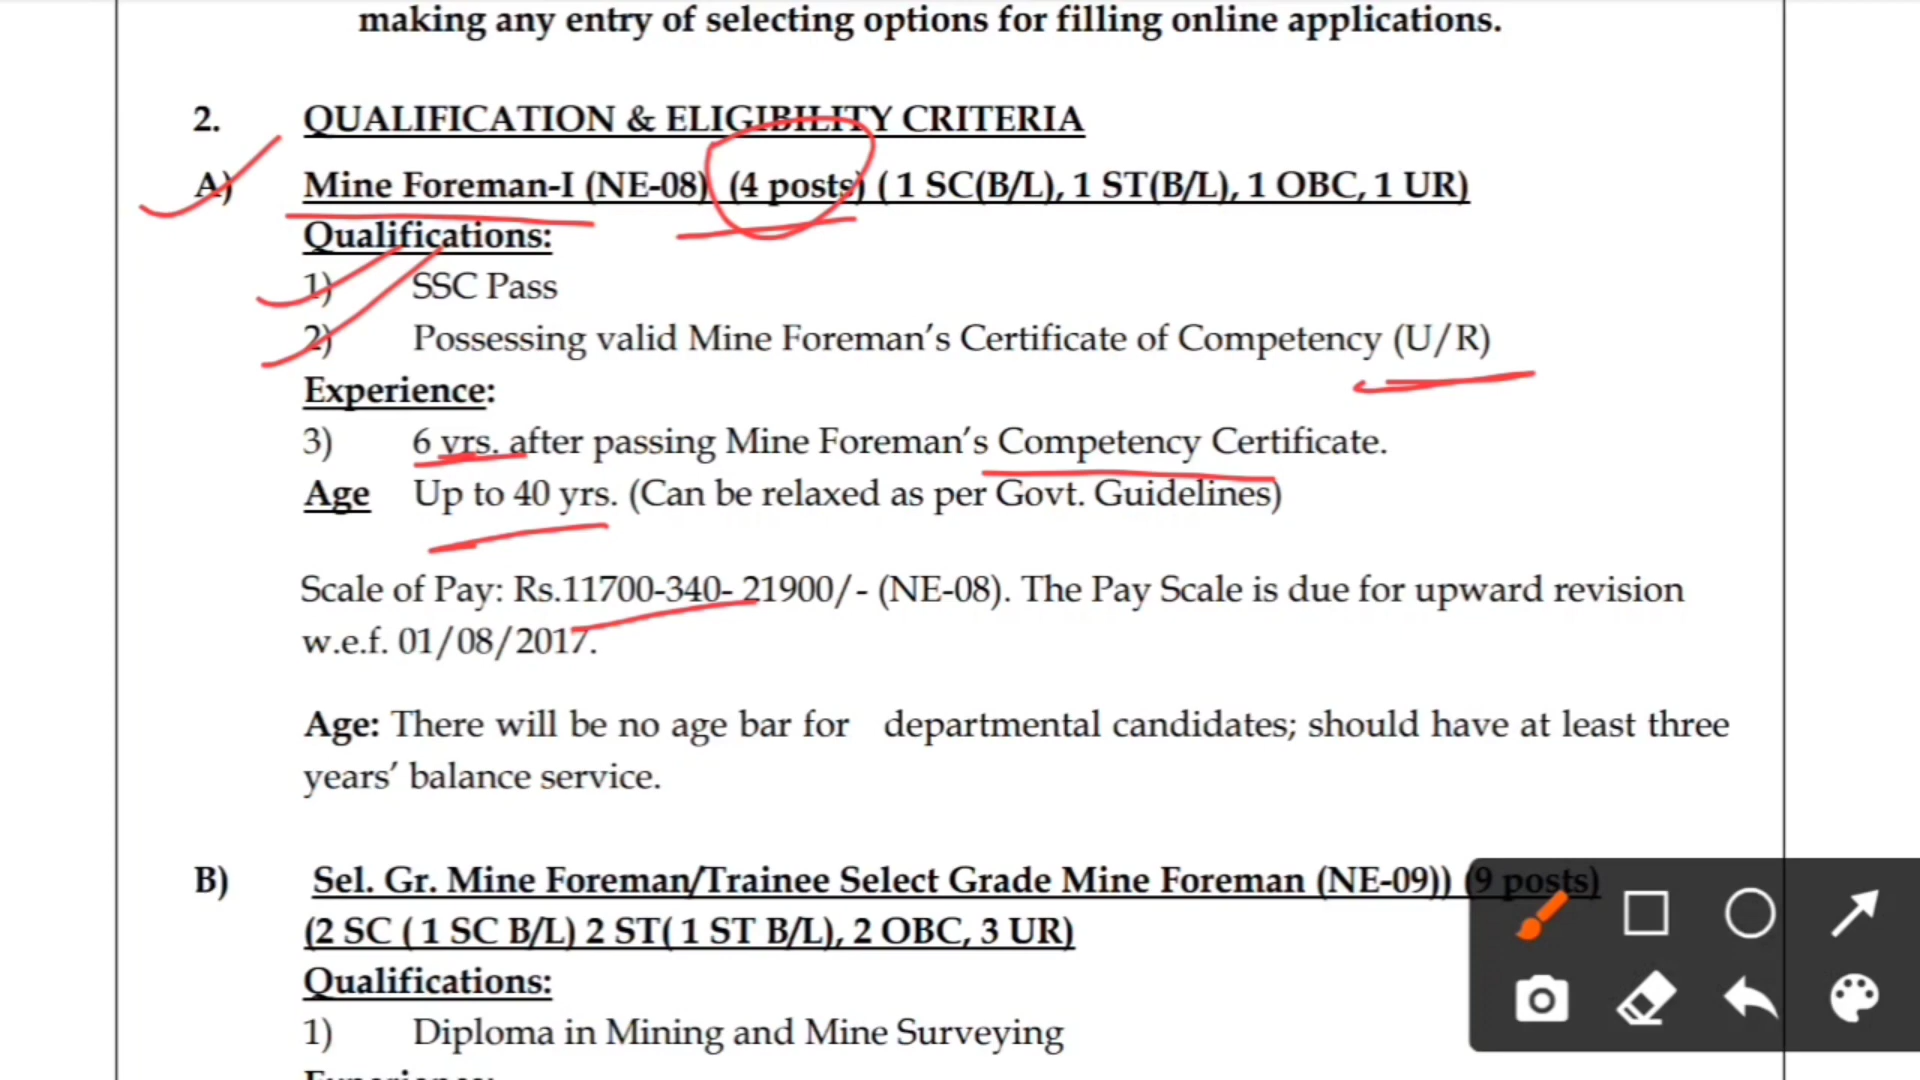 making any entry of selecting options for filling online applications.
2. QUALIFICATION & ELIGIBILITY CRITERIA
A) Mine Foreman-I (NE-08) (4 posts) ( 1 SC(B/L), 1 ST(B/L), 1 OBC, 1 UR)
Qualifications:
1) SSC Pass
2) Possessing valid Mine Foreman’s Certificate of Competency (U/R)
Experience:
3) 6 yrs. after passing Mine Foreman’s Competency Certificate.
Age Up to 40 yrs. (Can be relaxed as per Govt. Guidelines)
Scale of Pay: Rs.11700-340- 21900/- (NE-08). The Pay Scale is due for upward revision
w.e.f. 01/08/2017.
Age: There will be no age bar for departmental candidates; should have at least three
years’ balance service.
B) Sel. Gr. Mine Foreman/Trainee Select Grade Mine Foreman (NE-09)) (9 posts)
(2 SC ( 1 SC B/L) 2 ST( 1 ST B/L), 2 OBC, 3 UR)
Qualifications:
1) Diploma in Mining and Mine Surveying